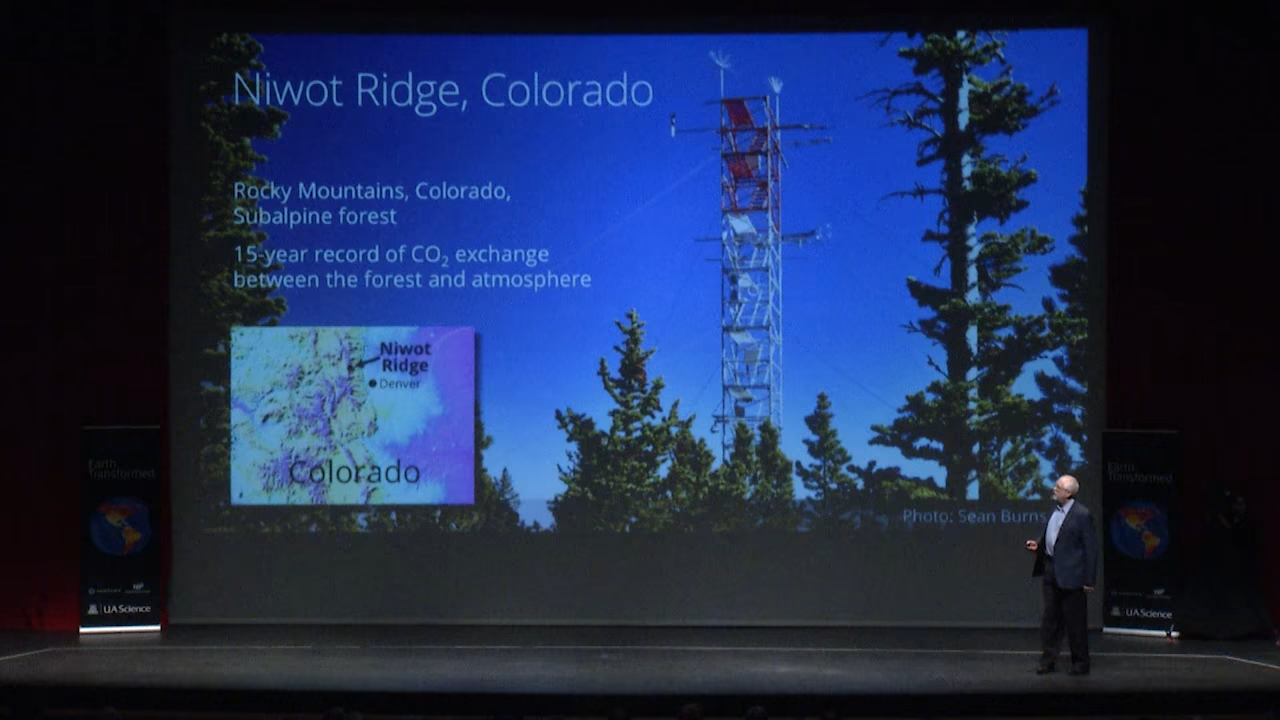 Niwot Ridge, Colorado
Rocky Mountains, Colorado,
Subalpine forest
15-year record of CO₂ exchange
between the forest and atmosphere
Niwot
Ridge
Denver
Colorado
Photo: Sean Burns
Earth
Transformed
UA Science
Earth
Transformed
UA Science